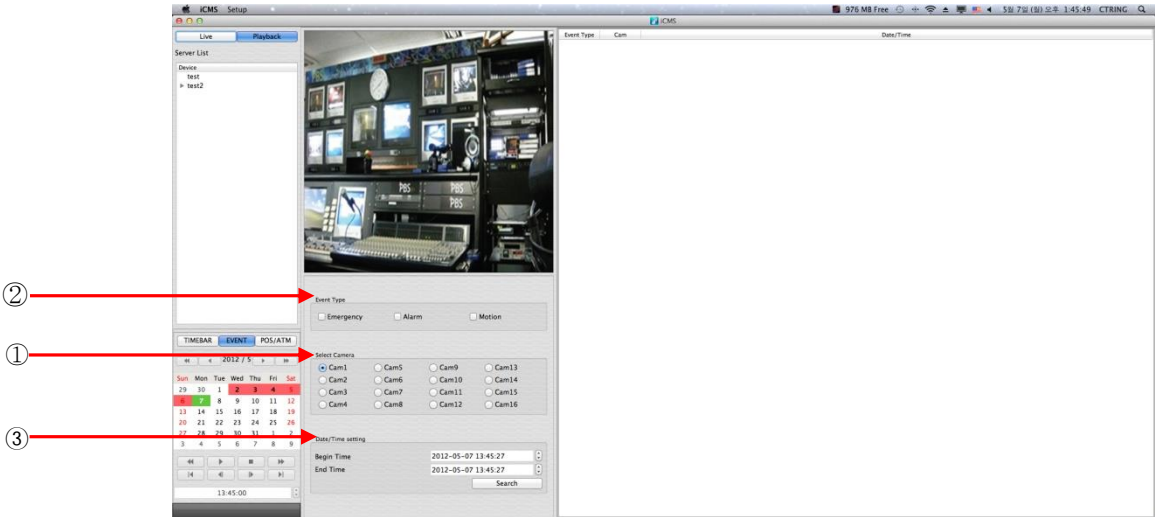 iCMS Setup 976 MB Free 5월 7일 (월) 오후 1:45:49 CTRING
iCMS
Live Playback
Server List
Device
test
test2
PBS PBS
PBS
Event Type Cam Date/Time
②
Event Type
Emergency Alarm Motion
①
Select Camera
Cam1 Cam5 Cam9 Cam13
Cam2 Cam6 Cam10 Cam14
Cam3 Cam7 Cam11 Cam15
Cam4 Cam8 Cam12 Cam16
③
Date/Time setting
Begin Time 2012-05-07 13:45:27
End Time 2012-05-07 13:45:27
Search
TIMEBAR EVENT POS/ATM
2012 / 5
Sun Mon Tue Wed Thu Fri Sat
29 30 1 2 3 4 5
6 7 8 9 10 11 12
13 14 15 16 17 18 19
20 21 22 23 24 25 26
27 28 29 30 31 1 2
3 4 5 6 7 8 9
13:45:00